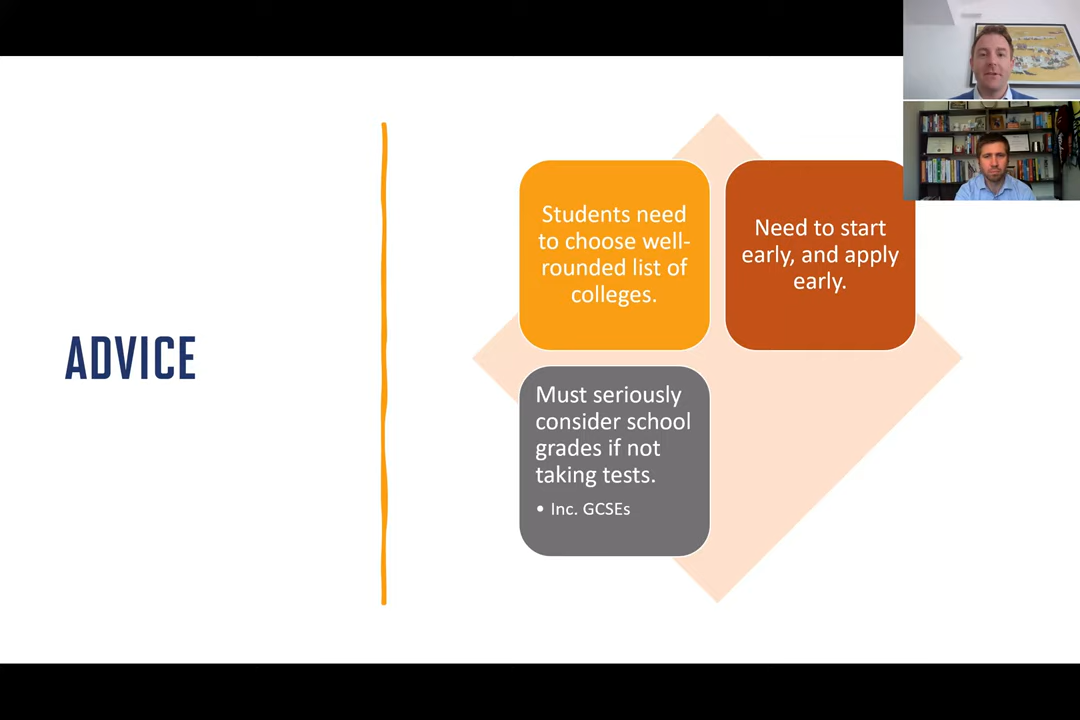 ADVICE
Students need
to choose well-
rounded list of
colleges.
Need to start
early, and apply
early.
Must seriously
consider school
grades if not
taking tests.
• Inc. GCSEs